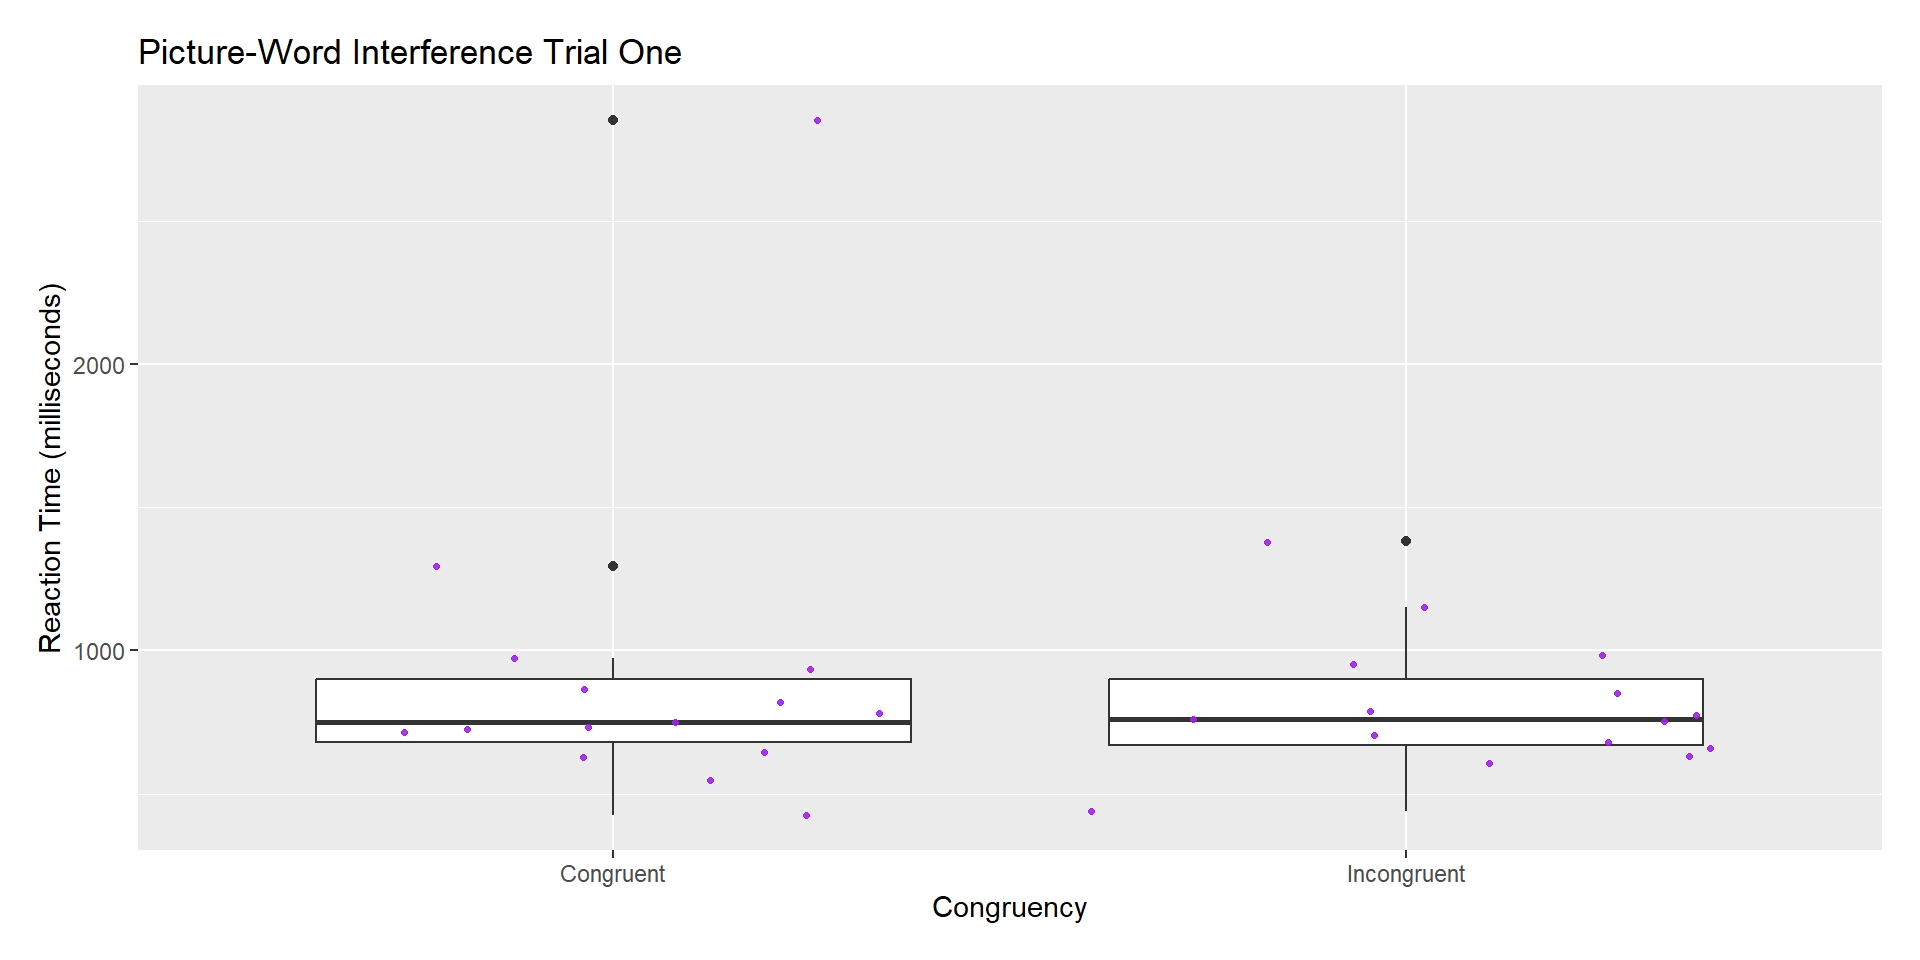 Picture-Word Interference Trial One
Reaction Time (milliseconds)
2000
1000
Congruent
Incongruent
Congruency